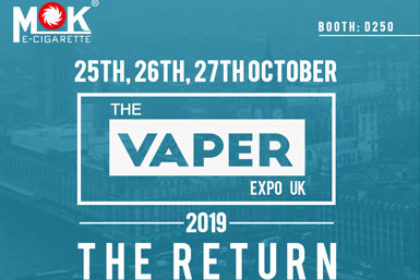 MOK®
E-CIGARETTE
BOOTH: D250
25TH, 26TH, 27TH OCTOBER
THE
VAPER
EXPO UK
2019
THE RETURN